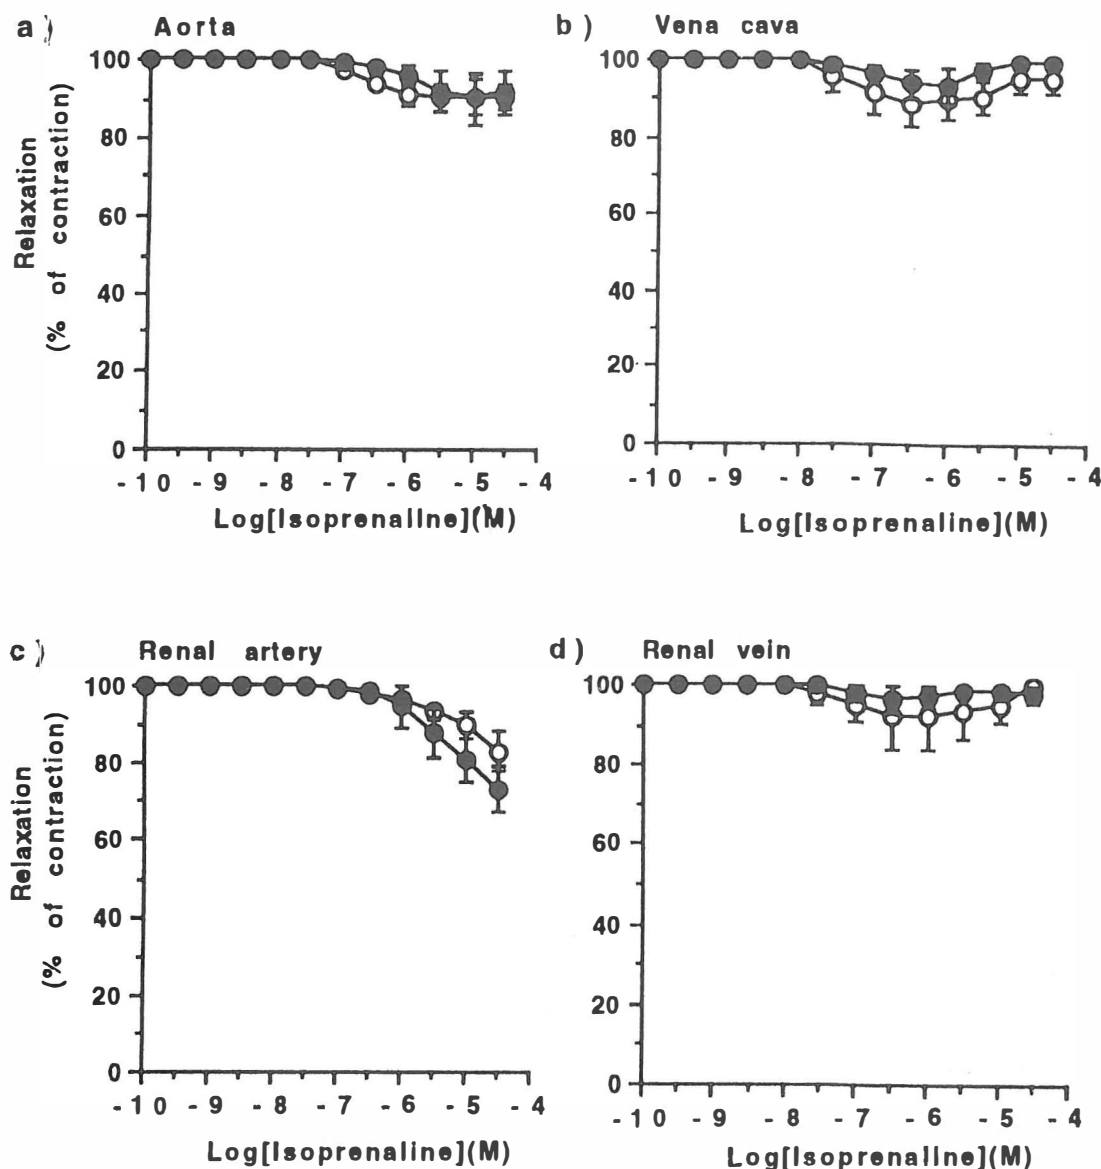 a) Aorta
100
80
60
40
20
0
-10 -9 -8 -7 -6 -5 -4
Relaxation
(% of contraction)
Log[Isoprenaline](M)
b) Vena cava
100
80
60
40
20
0
-10 -9 -8 -7 -6 -5 -4
Log[Isoprenaline](M)
c) Renal artery
100
80
60
40
20
0
-10 -9 -8 -7 -6 -5 -4
Relaxation
(% of contraction)
Log[Isoprenaline](M)
d) Renal vein
100
80
60
40
20
0
-10 -9 -8 -7 -6 -5 -4
Log[Isoprenaline](M)